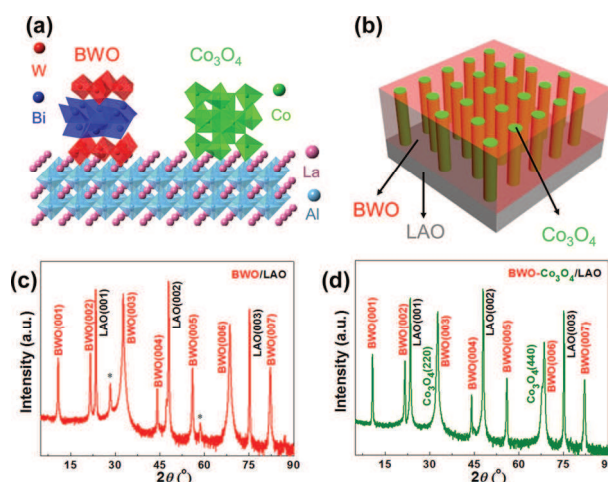 (a)
BWO
Co3O4
W
Bi
Co
La
Al
(b)
BWO
LAO
Co3O4
(c)
BWO/LAO
Intensity (a.u.)
BWO(001)
BWO(002)
LAO(001)
*
BWO(003)
BWO(004)
LAO(002)
BWO(005)
*
BWO(006)
LAO(003)
BWO(007)
15 30 45 60 75 90
2θ (°)
(d)
BWO-Co3O4/LAO
Intensity (a.u.)
BWO(001)
BWO(002)
LAO(001)
Co3O4(220)
BWO(003)
BWO(004)
LAO(002)
BWO(005)
Co3O4(440)
BWO(006)
LAO(003)
BWO(007)
15 30 45 60 75 90
2θ (°)